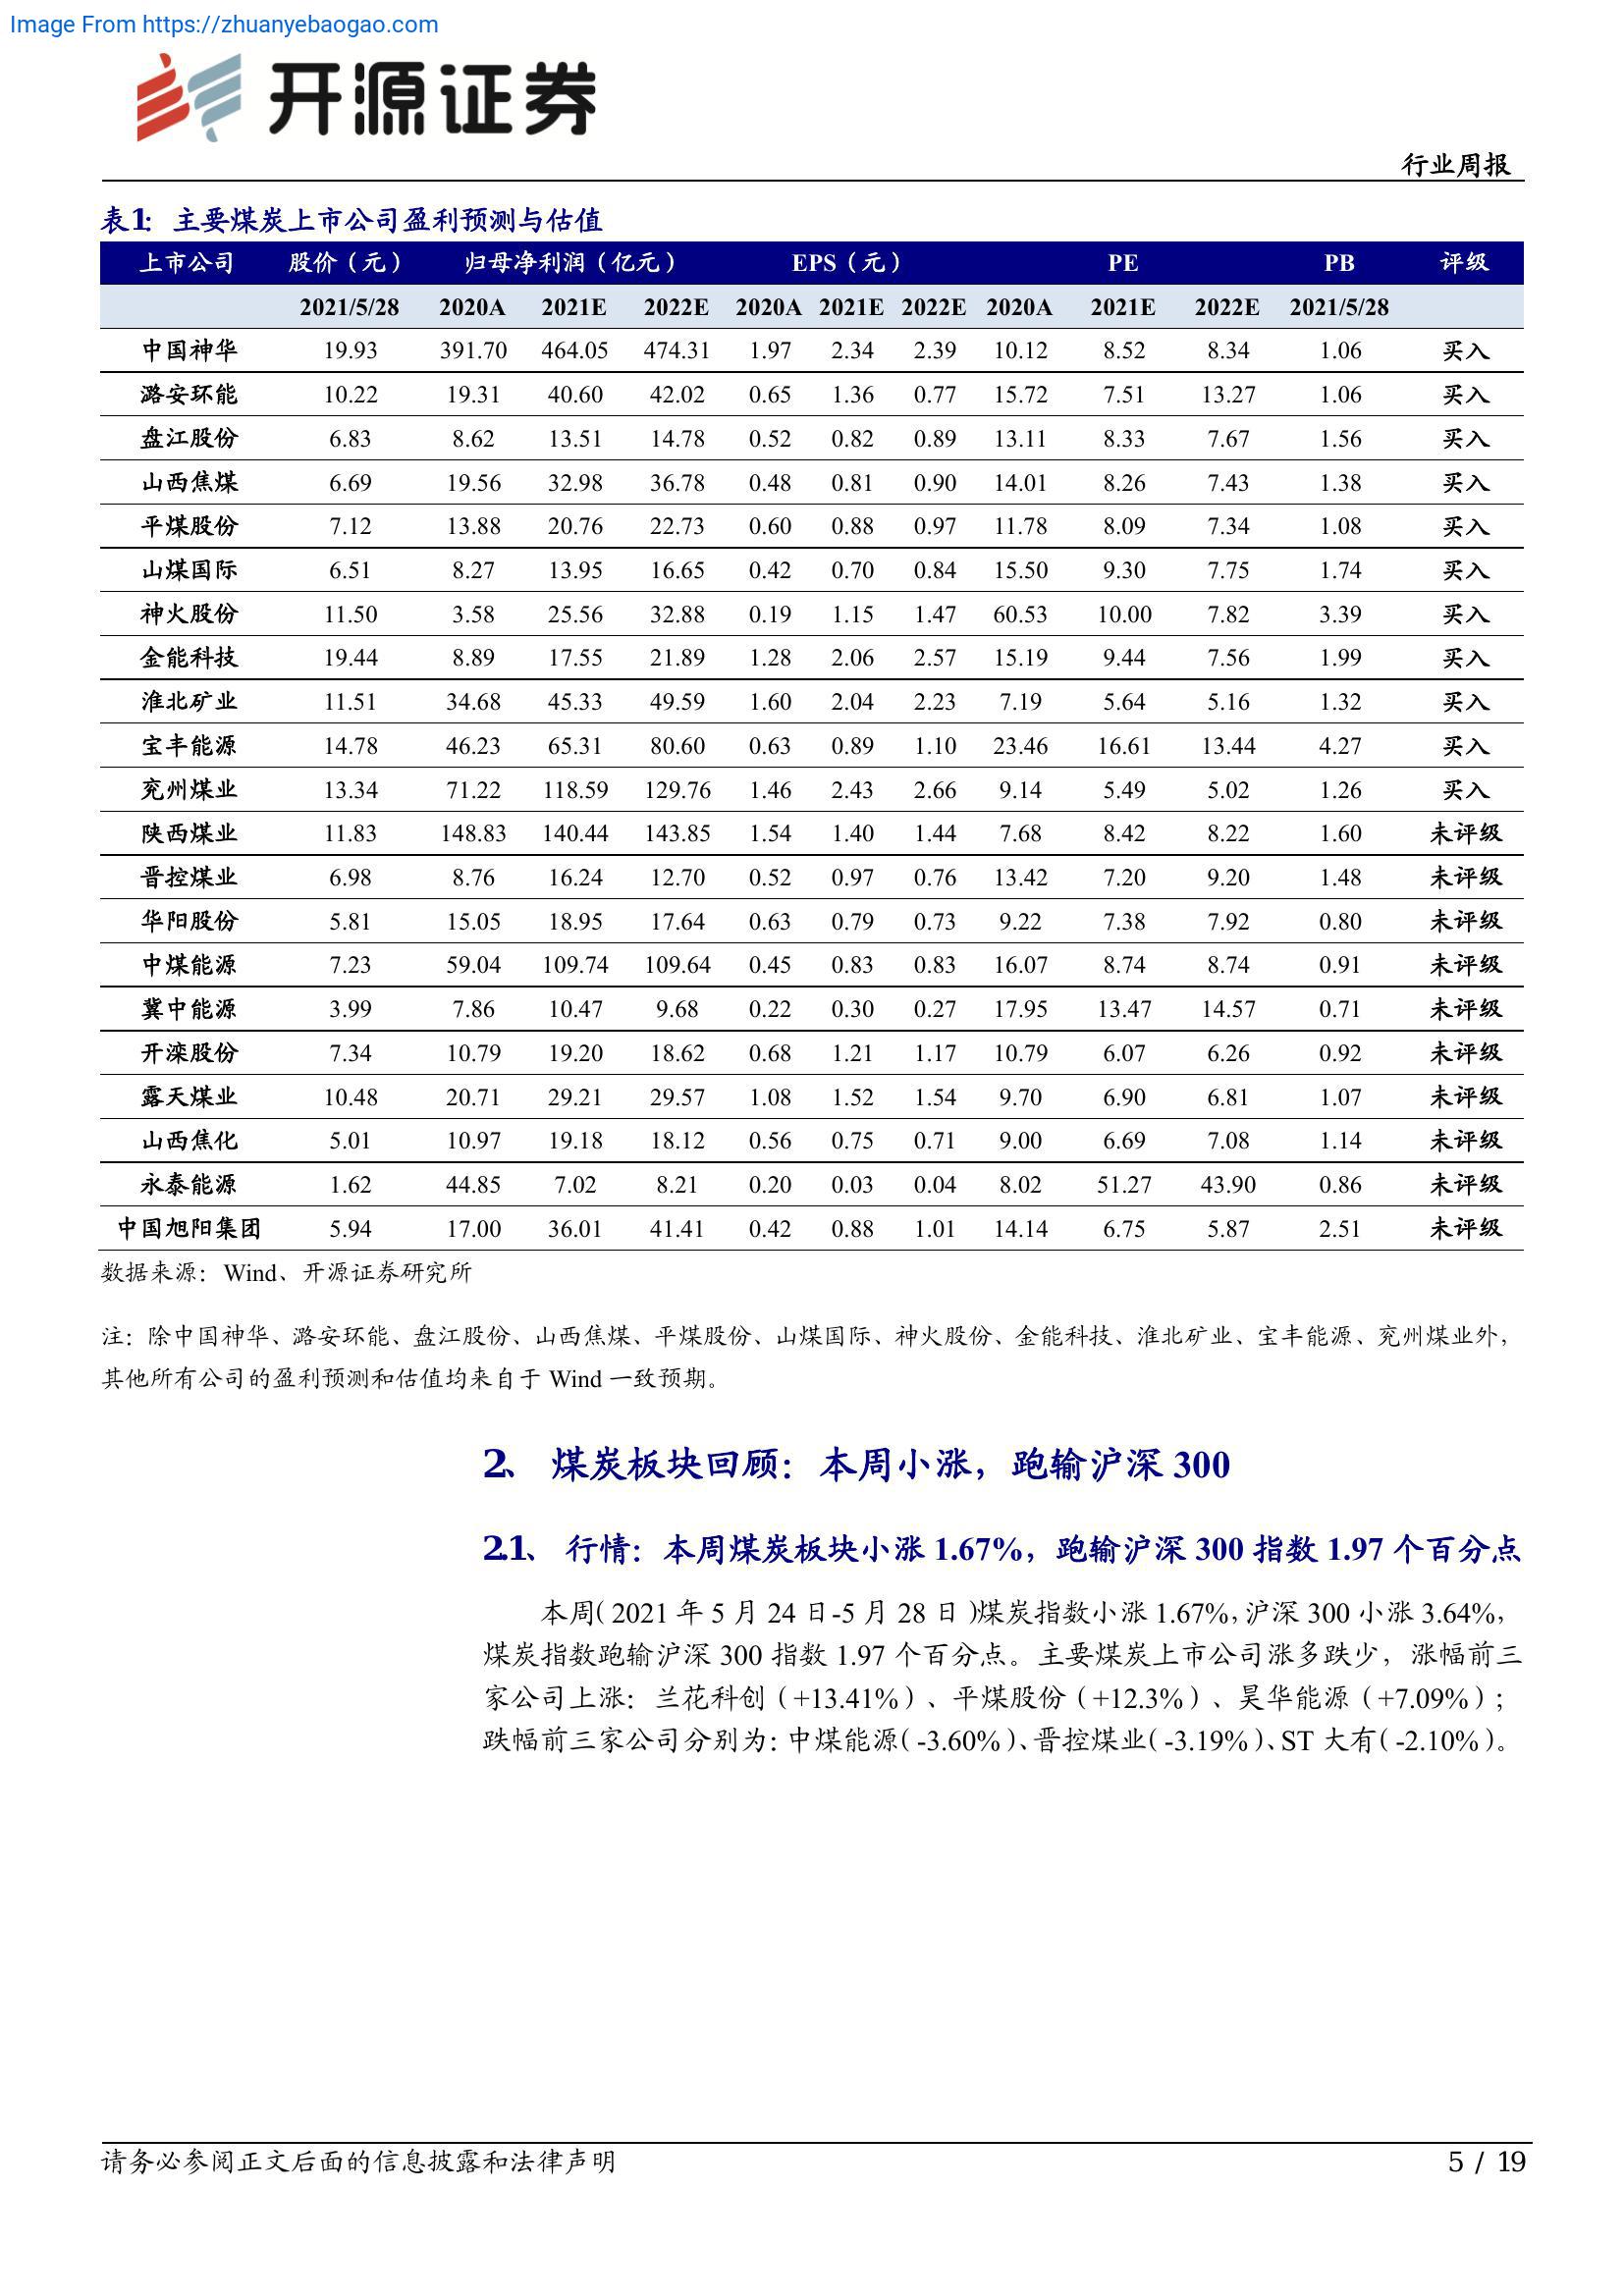 Image From https://zhuanyebaogao.com
开源证券
行业周报
表1： 主要煤炭上市公司盈利预测与估值
上市公司 股价（元） 归母净利润（亿元） EPS（元） PE PB 评级
2021/5/28 2020A 2021E 2022E 2020A 2021E 2022E 2020A 2021E 2022E 2021/5/28
中国神华 19.93 391.70 464.05 474.31 1.97 2.34 2.39 10.12 8.52 8.34 1.06 买入
潞安环能 10.22 19.31 40.60 42.02 0.65 1.36 0.77 15.72 7.51 13.27 1.06 买入
盘江股份 6.83 8.62 13.51 14.78 0.52 0.82 0.89 13.11 8.33 7.67 1.56 买入
山西焦煤 6.69 19.56 32.98 36.78 0.48 0.81 0.90 14.01 8.26 7.43 1.38 买入
平煤股份 7.12 13.88 20.76 22.73 0.60 0.88 0.97 11.78 8.09 7.34 1.08 买入
山煤国际 6.51 8.27 13.95 16.65 0.42 0.70 0.84 15.50 9.30 7.75 1.74 买入
神火股份 11.50 3.58 25.56 32.88 0.19 1.15 1.47 60.53 10.00 7.82 3.39 买入
金能科技 19.44 8.89 17.55 21.89 1.28 2.06 2.57 15.19 9.44 7.56 1.99 买入
淮北矿业 11.51 34.68 45.33 49.59 1.60 2.04 2.23 7.19 5.64 5.16 1.32 买入
宝丰能源 14.78 46.23 65.31 80.60 0.63 0.89 1.10 23.46 16.61 13.44 4.27 买入
兖州煤业 13.34 71.22 118.59 129.76 1.46 2.43 2.66 9.14 5.49 5.02 1.26 买入
陕西煤业 11.83 148.83 140.44 143.85 1.54 1.40 1.44 7.68 8.42 8.22 1.60 未评级
晋控煤业 6.98 8.76 16.24 12.70 0.52 0.97 0.76 13.42 7.20 9.20 1.48 未评级
华阳股份 5.81 15.05 18.95 17.64 0.63 0.79 0.73 9.22 7.38 7.92 0.80 未评级
中煤能源 7.23 59.04 109.74 109.64 0.45 0.83 0.83 16.07 8.74 8.74 0.91 未评级
冀中能源 3.99 7.86 10.47 9.68 0.22 0.30 0.27 17.95 13.47 14.57 0.71 未评级
开滦股份 7.34 10.79 19.20 18.62 0.68 1.21 1.17 10.79 6.07 6.26 0.92 未评级
露天煤业 10.48 20.71 29.21 29.57 1.08 1.52 1.54 9.70 6.90 6.81 1.07 未评级
山西焦化 5.01 10.97 19.18 18.12 0.56 0.75 0.71 9.00 6.69 7.08 1.14 未评级
永泰能源 1.62 44.85 7.02 8.21 0.20 0.03 0.04 8.02 51.27 43.90 0.86 未评级
中国旭阳集团 5.94 17.00 36.01 41.41 0.42 0.88 1.01 14.14 6.75 5.87 2.51 未评级
数据来源：Wind、开源证券研究所
注：除中国神华、潞安环能、盘江股份、山西焦煤、平煤股份、山煤国际、神火股份、金能科技、淮北矿业、宝丰能源、兖州煤业外，
其他所有公司的盈利预测和估值均来自于 Wind 一致预期。
2、 煤炭板块回顾：本周小涨，跑输沪深 300
2.1、 行情：本周煤炭板块小涨 1.67%，跑输沪深 300 指数 1.97 个百分点
本周（2021 年 5 月 24 日-5 月 28 日）煤炭指数小涨 1.67%，沪深 300 小涨 3.64%，
煤炭指数跑输沪深 300 指数 1.97 个百分点。主要煤炭上市公司涨多跌少，涨幅前三
家公司上涨：兰花科创（+13.41%）、平煤股份（+12.3%）、昊华能源（+7.09%）；
跌幅前三家公司分别为：中煤能源（-3.60%）、晋控煤业（-3.19%）、ST 大有（-2.10%）。
请务必参阅正文后面的信息披露和法律声明
5 / 19